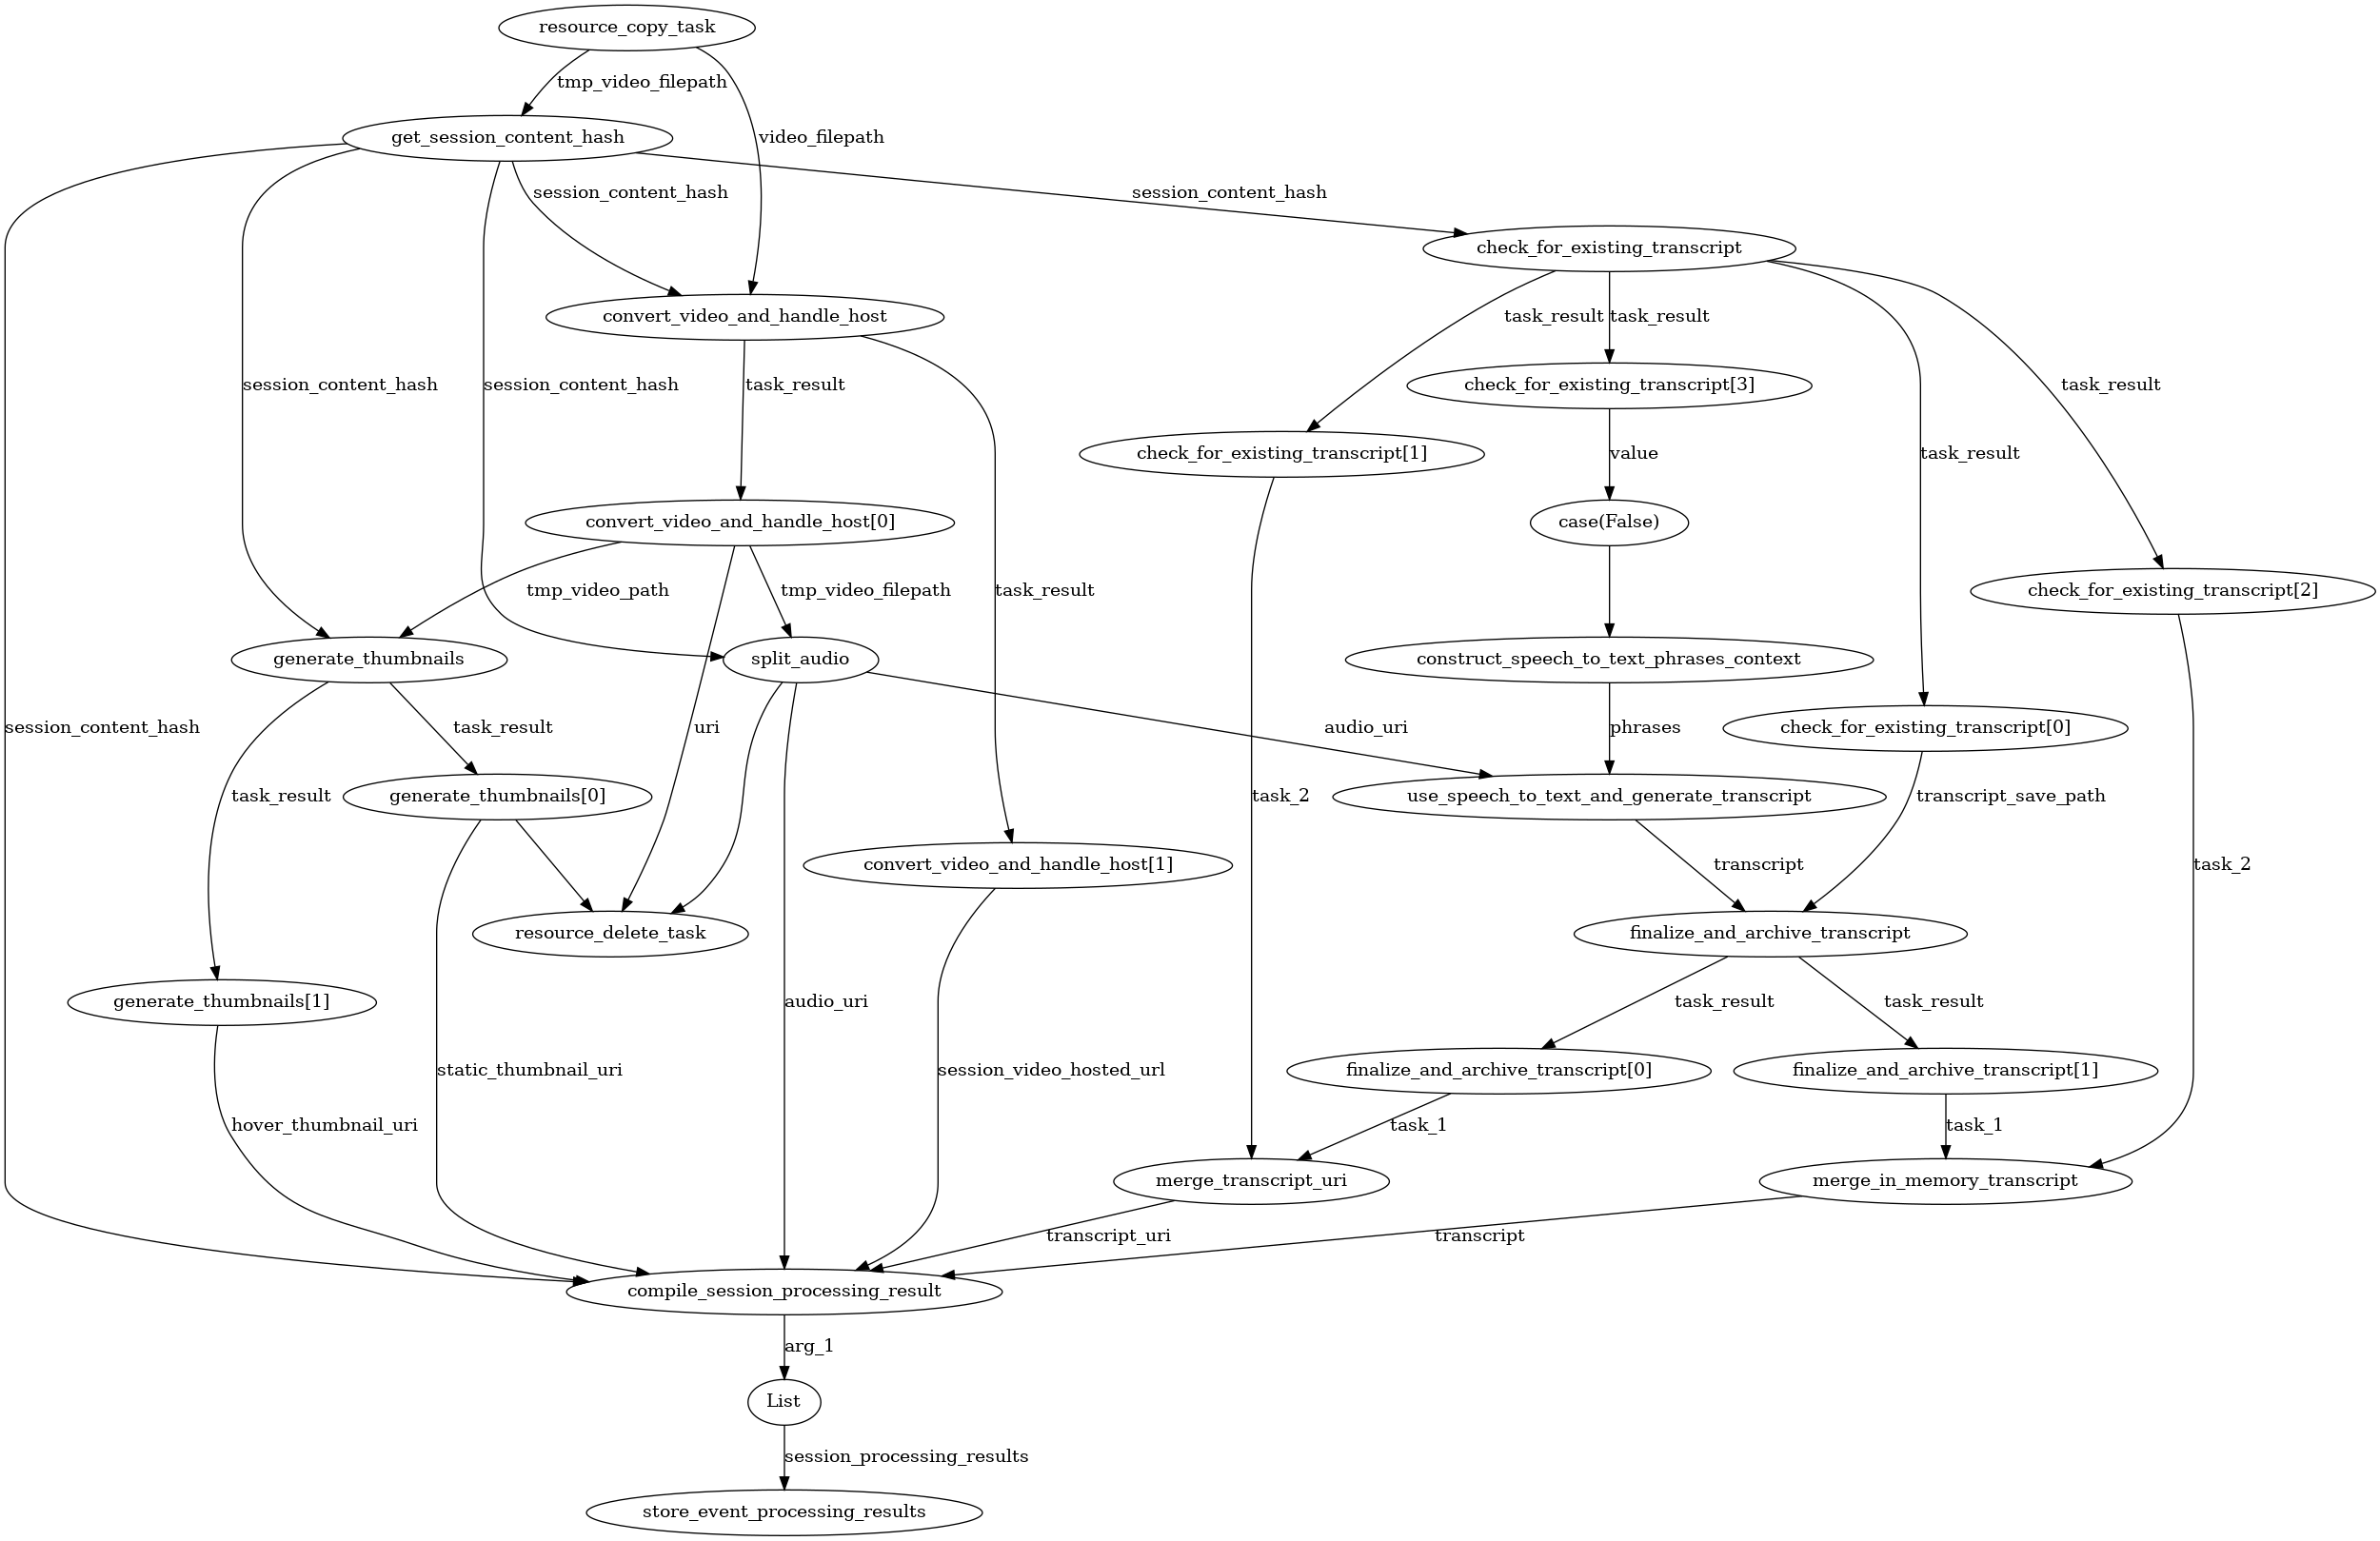 resource_copy_task
tmp_video_filepath
get_session_content_hash
video_filepath
session_content_hash
session_content_hash
check_for_existing_transcript
convert_video_and_handle_host
task_result
task_result
session_content_hash
session_content_hash
task_result
check_for_existing_transcript[3]
task_result
check_for_existing_transcript[1]
value
task_result
convert_video_and_handle_host[0]
case(False)
tmp_video_path
tmp_video_filepath
task_result
check_for_existing_transcript[2]
generate_thumbnails
split_audio
construct_speech_to_text_phrases_context
session_content_hash
task_result
uri
audio_uri
phrases
check_for_existing_transcript[0]
task_result
generate_thumbnails[0]
task_2
use_speech_to_text_and_generate_transcript
transcript_save_path
convert_video_and_handle_host[1]
transcript
task_2
resource_delete_task
finalize_and_archive_transcript
generate_thumbnails[1]
audio_uri
task_result
task_result
static_thumbnail_uri
session_video_hosted_url
finalize_and_archive_transcript[0]
finalize_and_archive_transcript[1]
hover_thumbnail_uri
task_1
task_1
merge_transcript_uri
merge_in_memory_transcript
transcript_uri
transcript
compile_session_processing_result
arg_1
List
session_processing_results
store_event_processing_results